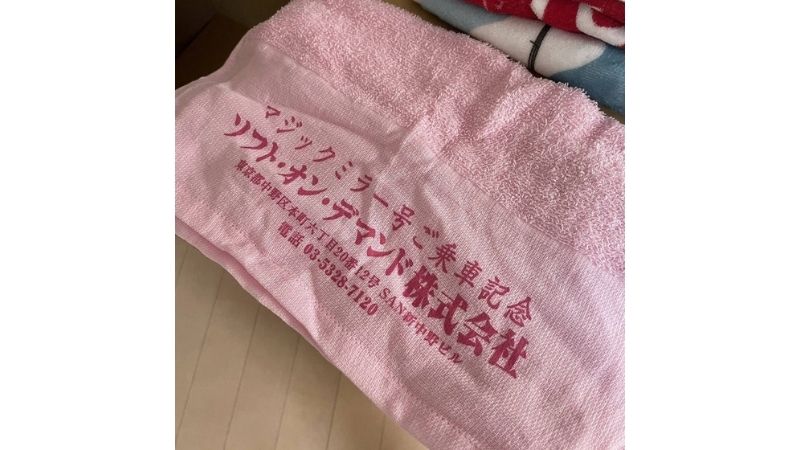 マジックミラー号ご乗車記念
ソフト・オン・デマンド株式会社
東京都中野区本町六丁目20番12号 SAN新中野ビル
電話 03-5328-7120